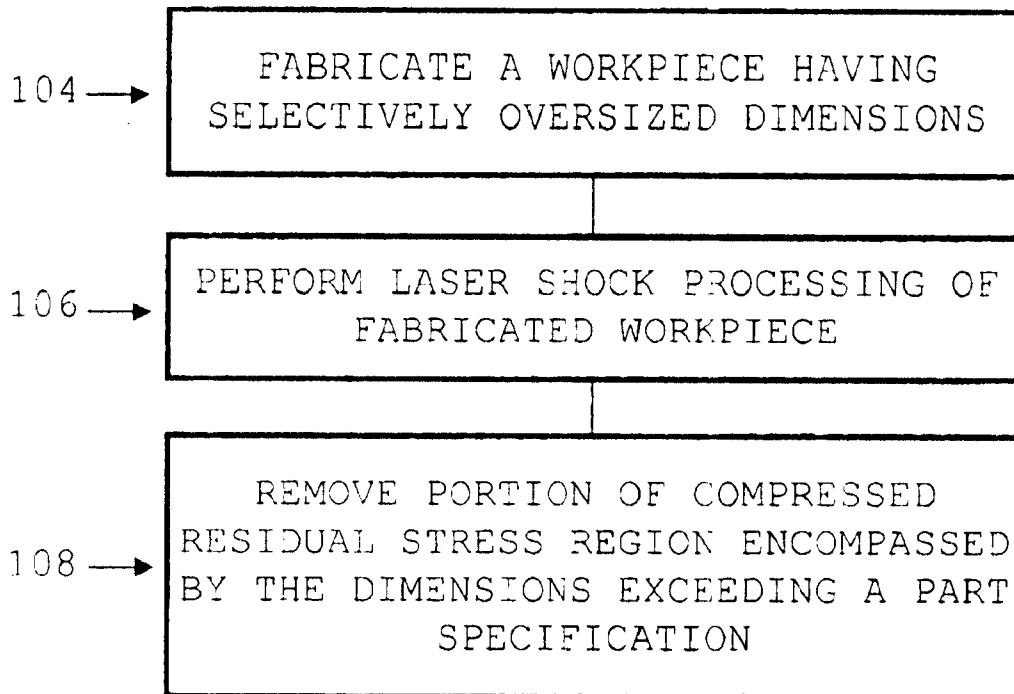 104
FABRICATE A WORKPIECE HAVING
SELECTIVELY OVERSIZED DIMENSIONS
106
PERFORM LASER SHOCK PROCESSING OF
FABRICATED WORKPIECE
108
REMOVE PORTION OF COMPRESSED
RESIDUAL STRESS REGION ENCOMPASSED
BY THE DIMENSIONS EXCEEDING A PART
SPECIFICATION